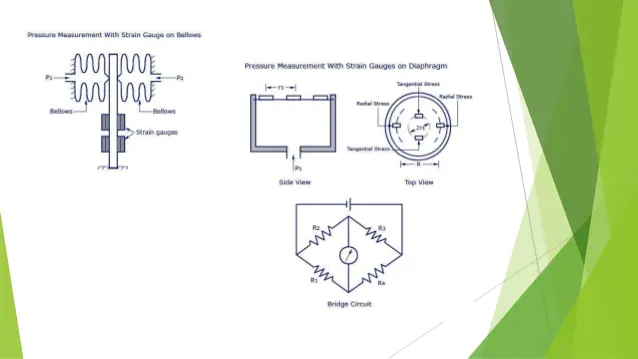 Pressure Measurement With Strain Gauge on Bellows
P1
P2
Bellows
Bellows
Strain gauges
Pressure Measurement With Strain Gauges on Diaphragm
r1
P1
Side View
Tangential Stress
Radial Stress
Radial Stress
2r1
Tangential Stress
R
Top View
R2
R3
R1
R4
Bridge Circuit